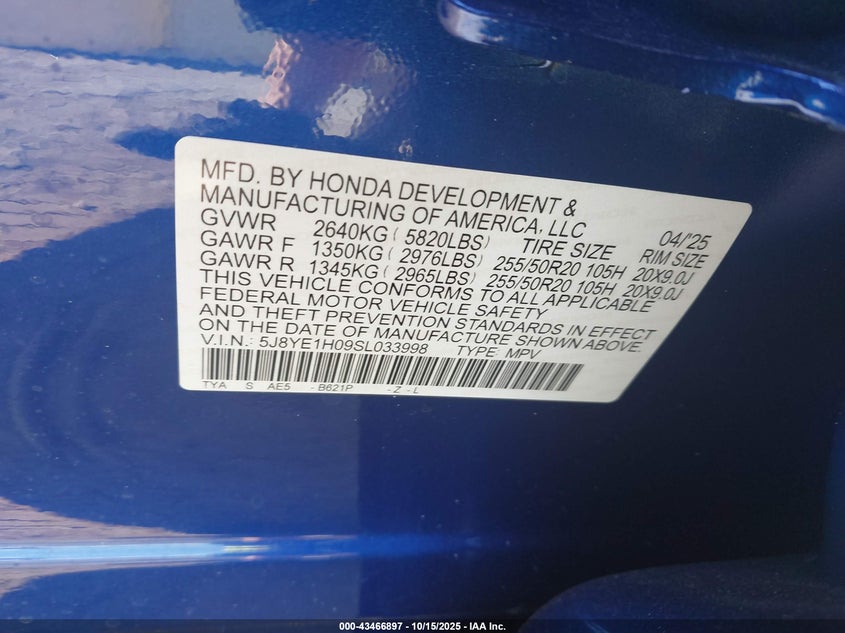 MFD. BY HONDA DEVELOPMENT &
MANUFACTURING OF AMERICA, LLC 04/'25
GVWR 2640KG ( 5820LBS) TIRE SIZE RIM SIZE
GAWR F 1350KG ( 2976LBS) 255/50R20 105H 20X9.0J
GAWR R 1345KG ( 2965LBS) 255/50R20 105H 20X9.0J
THIS VEHICLE CONFORMS TO ALL APPLICABLE
FEDERAL MOTOR VEHICLE SAFETY
AND THEFT PREVENTION STANDARDS IN EFFECT
ON THE DATE OF MANUFACTURE SHOWN ABOVE.
V.I.N.: 5J8YE1H09SL033998 TYPE: MPV
TYA S AE5 - B621P - Z - L
000-43466897 - 10/15/2025 - IAA Inc.